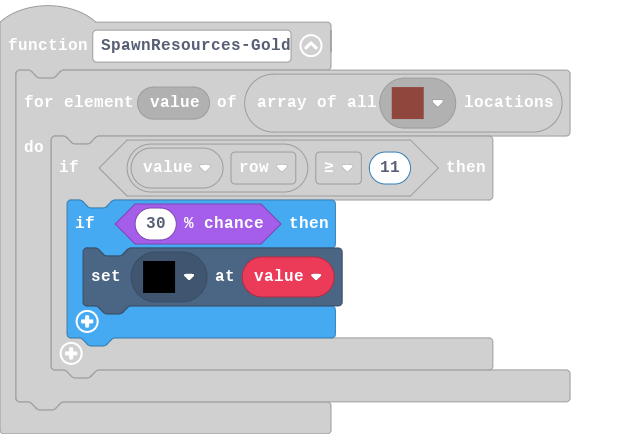 function SpawnResources-Gold
for element value of array of all locations
do
if value row ≥ 11 then
if 30 % chance then
set at value